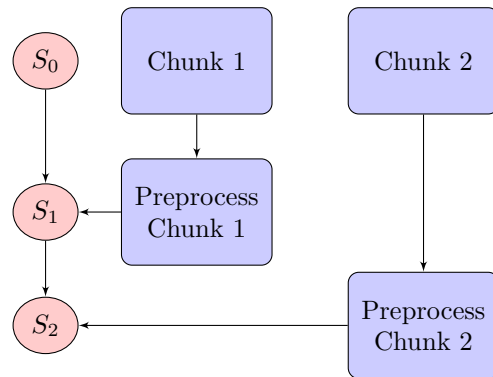 S₀
Chunk 1
Chunk 2
S₁
Preprocess
Chunk 1
S₂
Preprocess
Chunk 2